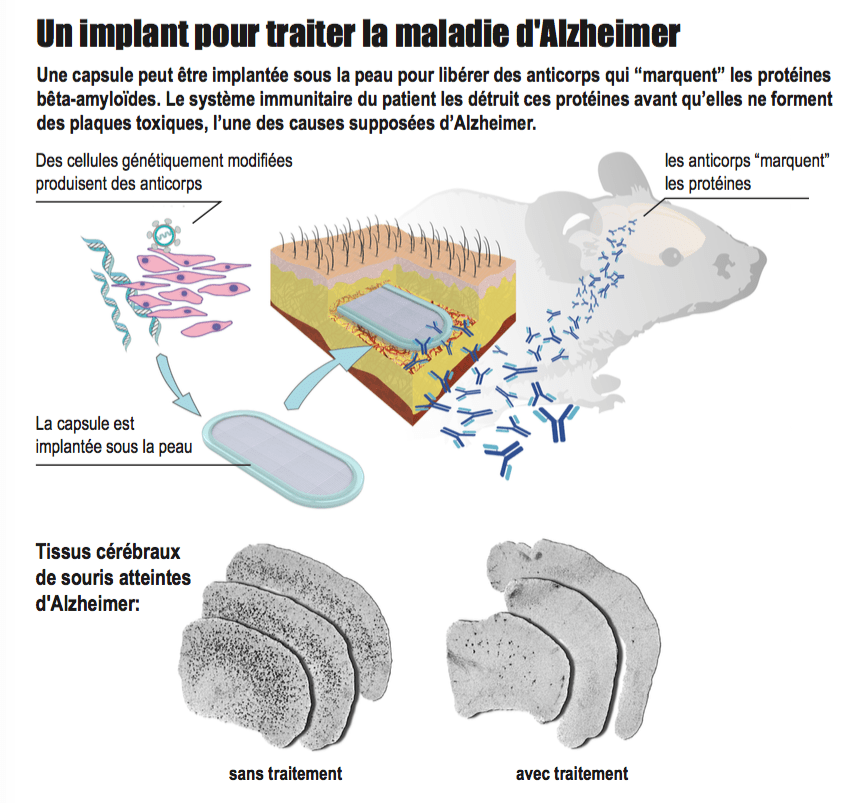 Un implant pour traiter la maladie d'Alzheimer
Une capsule peut être implantée sous la peau pour libérer des anticorps qui “marquent” les protéines
bêta-amyloïdes. Le système immunitaire du patient les détruit ces protéines avant qu’elles ne forment
des plaques toxiques, l’une des causes supposées d’Alzheimer.
Des cellules génétiquement modifiées
produisent des anticorps
les anticorps “marquent”
les protéines
La capsule est
implantée sous la peau
Tissus cérébraux
de souris atteintes
d'Alzheimer:
sans traitement
avec traitement